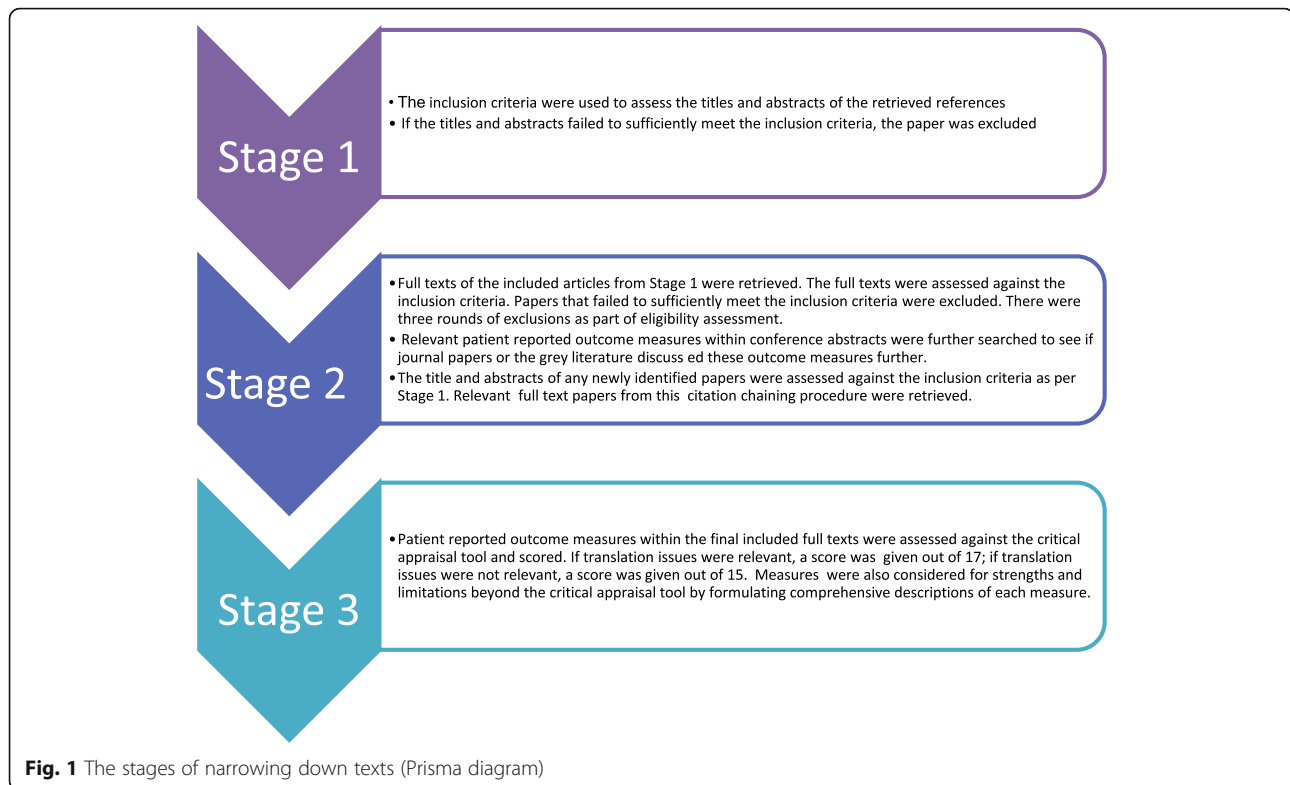 Stage 1
• The inclusion criteria were used to assess the titles and abstracts of the retrieved references
• If the titles and abstracts failed to sufficiently meet the inclusion criteria, the paper was excluded
Stage 2
•Full texts of the included articles from Stage 1 were retrieved. The full texts were assessed against the
inclusion criteria. Papers that failed to sufficiently meet the inclusion criteria were excluded. There were
three rounds of exclusions as part of eligibility assessment.
• Relevant patient reported outcome measures within conference abstracts were further searched to see if
journal papers or the grey literature discuss ed these outcome measures further.
•The title and abstracts of any newly identified papers were assessed against the inclusion criteria as per
Stage 1. Relevant full text papers from this citation chaining procedure were retrieved.
Stage 3
•Patient reported outcome measures within the final included full texts were assessed against the critical
appraisal tool and scored. If translation issues were relevant, a score was given out of 17; if translation
issues were not relevant, a score was given out of 15. Measures were also considered for strengths and
limitations beyond the critical appraisal tool by formulating comprehensive descriptions of each measure.
Fig. 1 The stages of narrowing down texts (Prisma diagram)